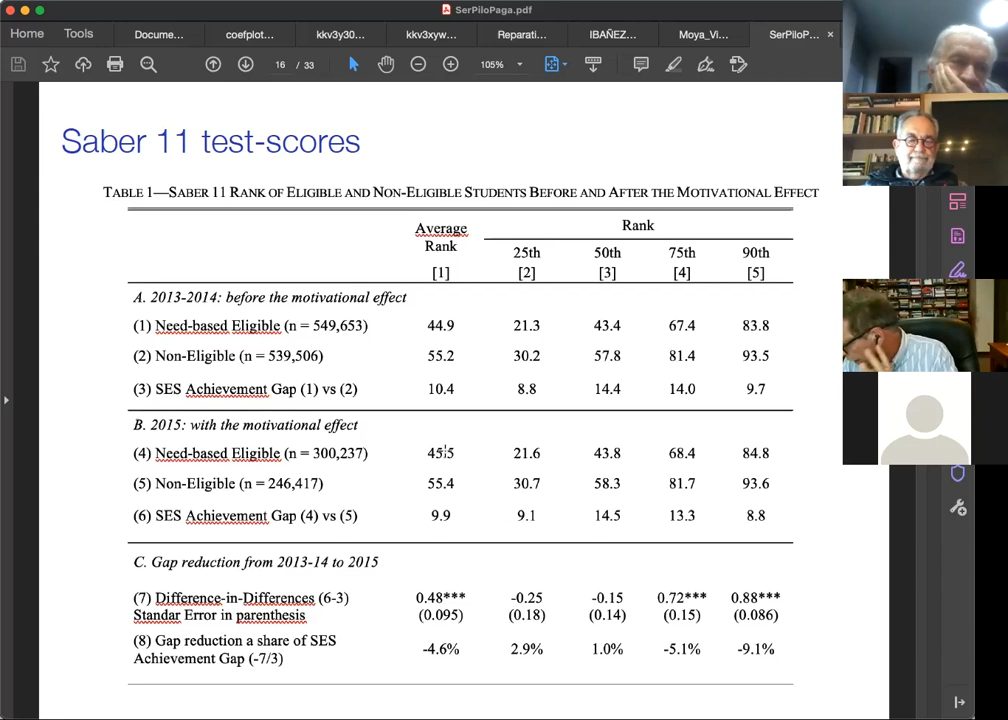 SerPiloPaga.pdf
Home Tools Docume... coefplot... kkv3y30... kkv3xyw... Reparati... IBAÑEZ... Moya_Vi... SerPiloP... ×
16 / 33 105%
Saber 11 test-scores
TABLE 1—SABER 11 RANK OF ELIGIBLE AND NON-ELIGIBLE STUDENTS BEFORE AND AFTER THE MOTIVATIONAL EFFECT
Average Rank
Rank 25th 50th 75th 90th
[1] [2] [3] [4] [5]
A. 2013-2014: before the motivational effect
(1) Need-based Eligible (n = 549,653) 44.9 21.3 43.4 67.4 83.8
(2) Non-Eligible (n = 539,506) 55.2 30.2 57.8 81.4 93.5
(3) SES Achievement Gap (1) vs (2) 10.4 8.8 14.4 14.0 9.7
B. 2015: with the motivational effect
(4) Need-based Eligible (n = 300,237) 45.5 21.6 43.8 68.4 84.8
(5) Non-Eligible (n = 246,417) 55.4 30.7 58.3 81.7 93.6
(6) SES Achievement Gap (4) vs (5) 9.9 9.1 14.5 13.3 8.8
C. Gap reduction from 2013-14 to 2015
(7) Difference-in-Differences (6-3) 0.48*** -0.25 -0.15 0.72*** 0.88***
Standar Error in parenthesis (0.095) (0.18) (0.14) (0.15) (0.086)
(8) Gap reduction a share of SES
Achievement Gap (-7/3) -4.6% 2.9% 1.0% -5.1% -9.1%